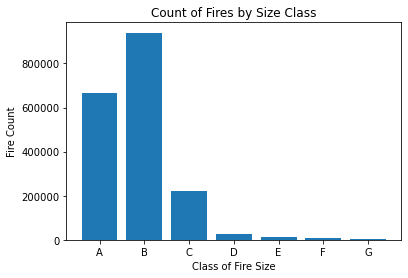 Count of Fires by Size Class
Fire Count
800000
600000
400000
200000
0
A B C D E F G
Class of Fire Size